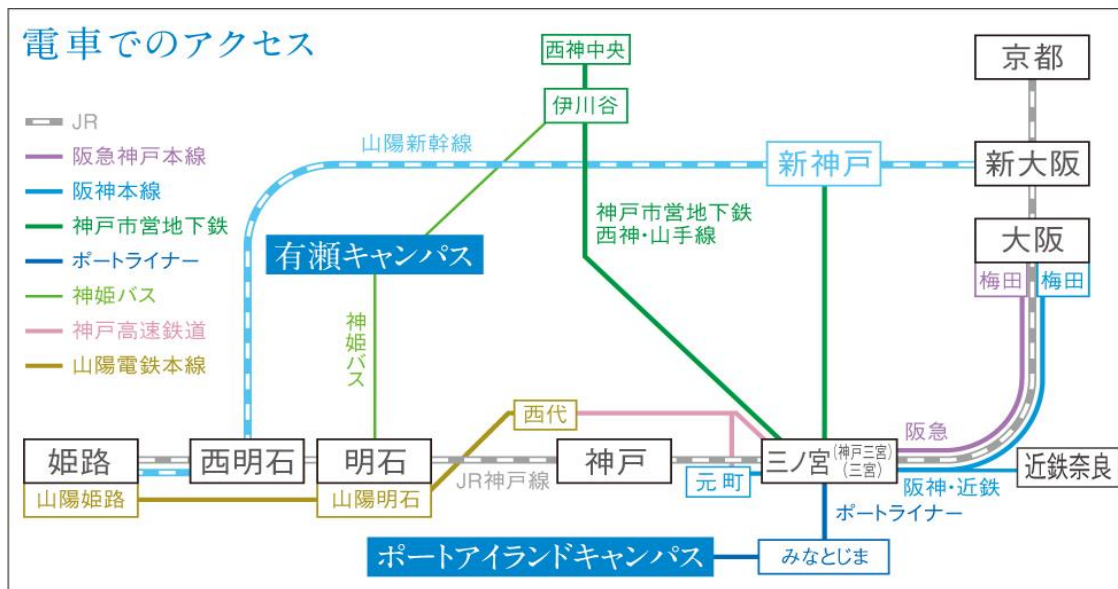 電車でのアクセス
JR
阪急神戸本線
阪神本線
神戸市営地下鉄
ポートライナー
神姫バス
神戸高速鉄道
山陽電鉄本線
西神中央
伊川谷
山陽新幹線
新神戸
京都
新大阪
大阪
梅田
梅田
神戸市営地下鉄
西神・山手線
有瀬キャンパス
神姫バス
西代
阪急
姫路
西明石
明石
神戸
三ノ宮(神戸三宮)
(三宮)
近鉄奈良
山陽姫路
山陽明石
JR神戸線
元町
阪神・近鉄
ポートライナー
ポートアイランドキャンパス
みなとじま